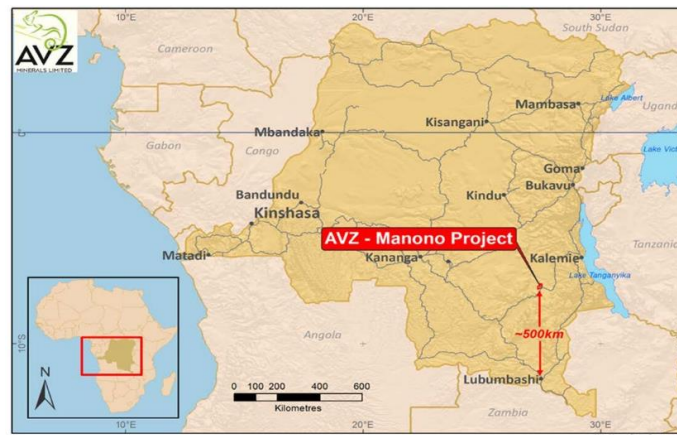 10°E
20°E
30°E
AVZ
MINERALS LIMITED
South Sudan
Cameroon
Mambasa
Lake Albert
Uganda
Kisangani
Mbandaka
0°
Gabon
Congo
Lake Vict
Goma
Bukavu
Bandundu
Kindu
Kinshasa
AVZ - Manono Project
Tanzania
Matadi
Kananga
Kalemie
Lake Tanganyika
Angola
~500km
10°S
N
0 100 200 400 600
Kilometres
Lubumbashi
Zambia
10°E
20°E
30°E